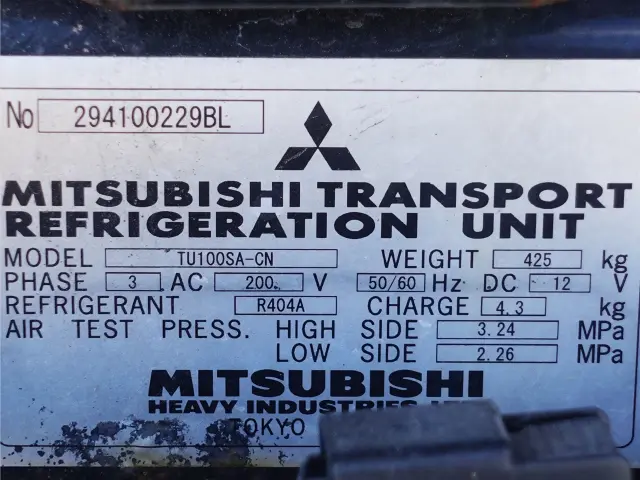 No 294100229BL
MITSUBISHI TRANSPORT
REFRIGERATION UNIT
MODEL TU100SA-CN WEIGHT 425 kg
PHASE 3 AC 200. V 50/60 Hz DC 12 V
REFRIGERANT R404A CHARGE 4.3 kg
AIR TEST PRESS. HIGH SIDE 3.24 MPa
LOW SIDE 2.26 MPa
MITSUBISHI
HEAVY INDUSTRIES,
TOKYO